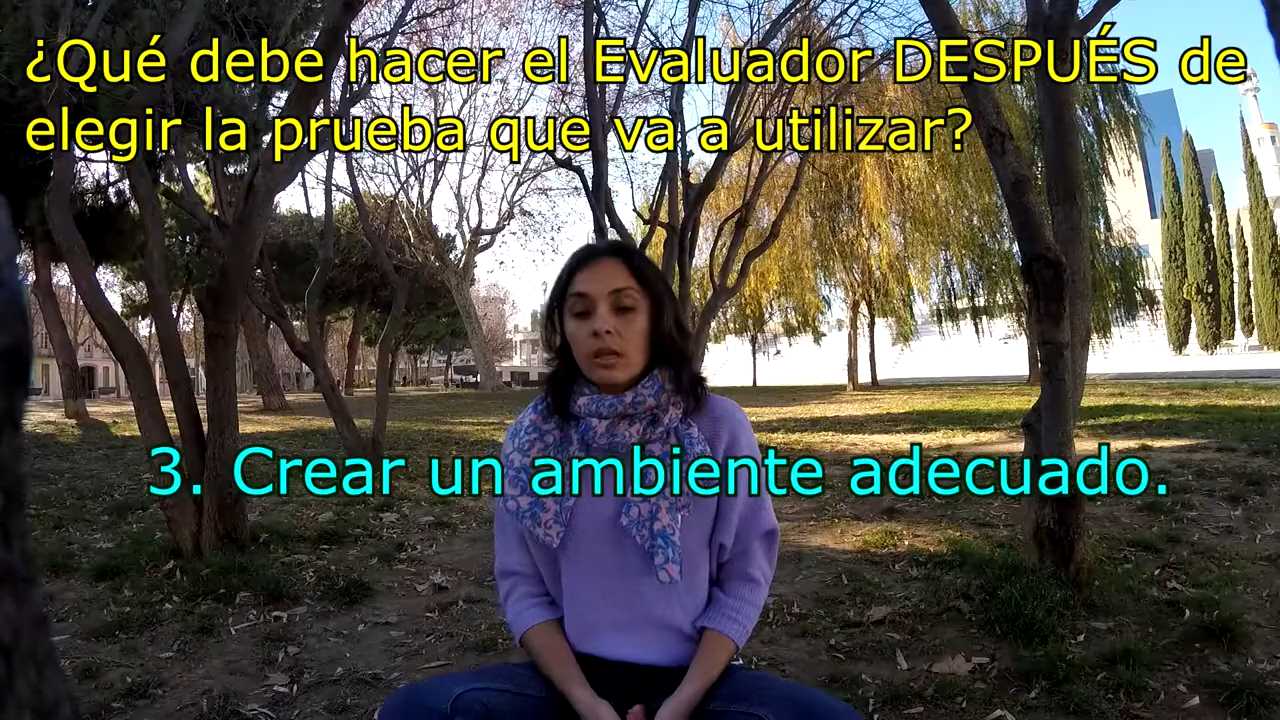 ¿Qué debe hacer el Evaluador DESPUÉS de
elegir la prueba que va a utilizar?
3. Crear un ambiente adecuado.